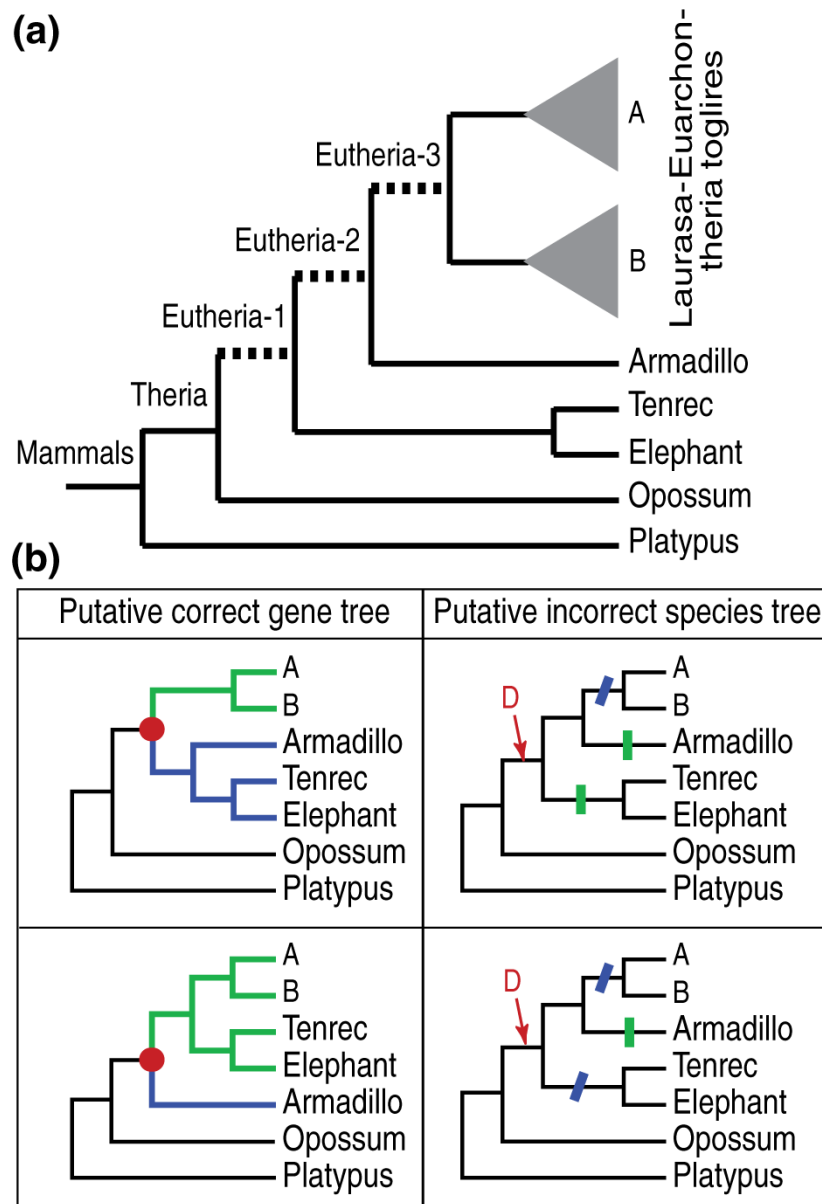 (a)
Laurasa-Euarchon-
theria toglires
A
Eutheria-3
Eutheria-2
B
Eutheria-1
Armadillo
Theria
Tenrec
Mammals
Elephant
Opossum
Platypus
(b)
Putative correct gene tree
Putative incorrect species tree
A
B
Armadillo
Tenrec
Elephant
Opossum
Platypus
D
A
B
Armadillo
Tenrec
Elephant
Opossum
Platypus
A
B
Tenrec
Elephant
Armadillo
Opossum
Platypus
D
A
B
Armadillo
Tenrec
Elephant
Opossum
Platypus